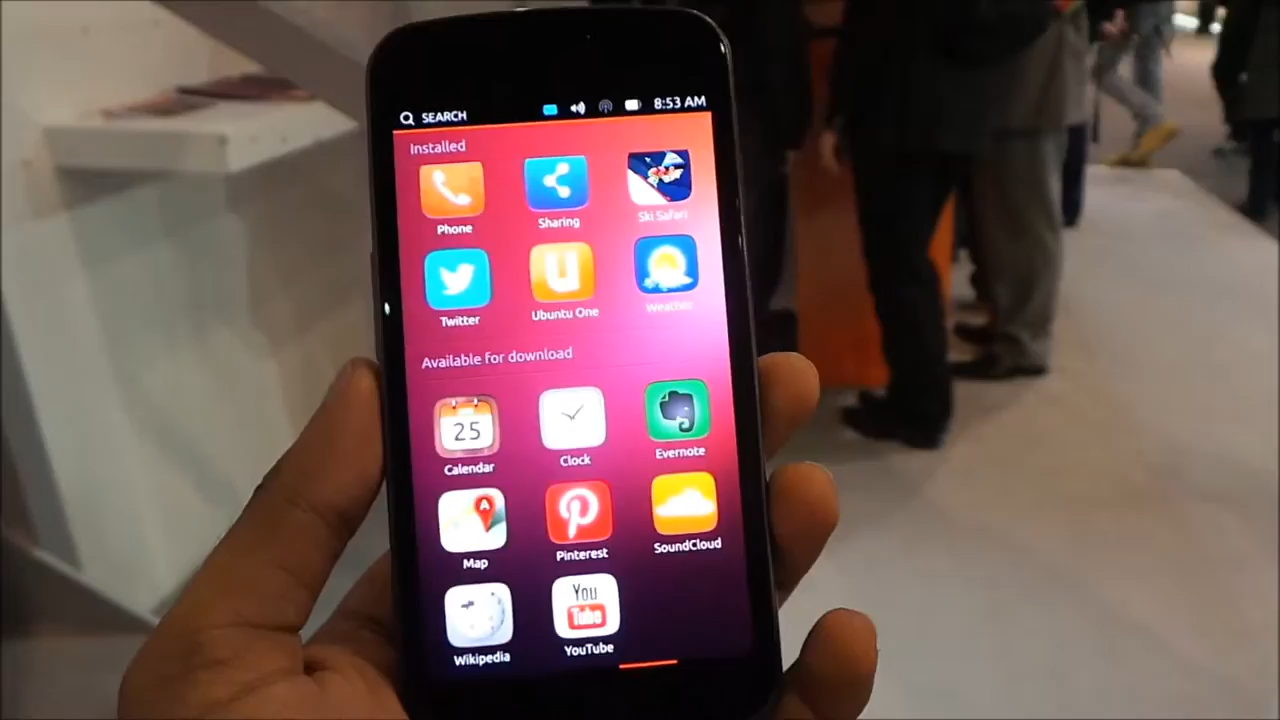 SEARCH 8:53 AM
Installed
Phone Sharing Ski Safari
Twitter Ubuntu One Weather
Available for download
25
Calendar Clock Evernote
A
Map Pinterest SoundCloud
You
Tube
Wikipedia YouTube